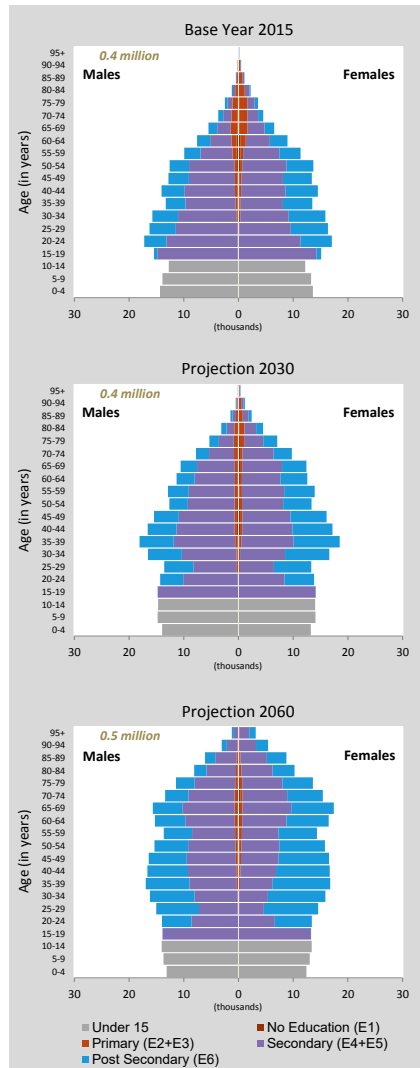 Base Year 2015
0.4 million
Males
Females
Age (in years)
95+
90-94
85-89
80-84
75-79
70-74
65-69
60-64
55-59
50-54
45-49
40-44
35-39
30-34
25-29
20-24
15-19
10-14
5-9
0-4
30 20 10 0 10 20 30
(thousands)
Projection 2030
0.4 million
Males
Females
Age (in years)
95+
90-94
85-89
80-84
75-79
70-74
65-69
60-64
55-59
50-54
45-49
40-44
35-39
30-34
25-29
20-24
15-19
10-14
5-9
0-4
30 20 10 0 10 20 30
(thousands)
Projection 2060
0.5 million
Males
Females
Age (in years)
95+
90-94
85-89
80-84
75-79
70-74
65-69
60-64
55-59
50-54
45-49
40-44
35-39
30-34
25-29
20-24
15-19
10-14
5-9
0-4
30 20 10 0 10 20 30
(thousands)
Under 15 No Education (E1)
Primary (E2+E3) Secondary (E4+E5)
Post Secondary (E6)